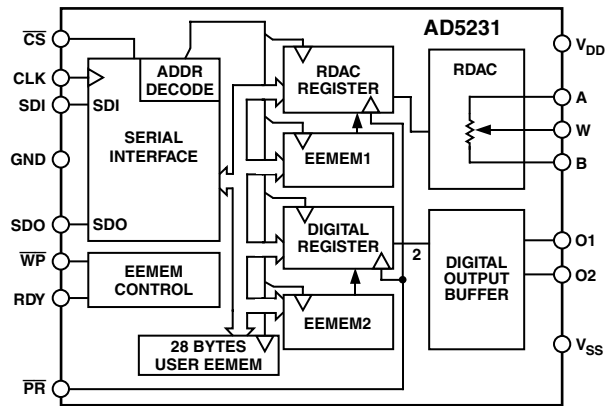 AD5231
CS
CLK
SDI
GND
SDO
WP
RDY
PR
ADDR
DECODE
SDI
SERIAL
INTERFACE
SDO
EEMEM
CONTROL
28 BYTES
USER EEMEM
RDAC
REGISTER
EEMEM1
DIGITAL
REGISTER
EEMEM2
2
RDAC
DIGITAL
OUTPUT
BUFFER
VDD
A
W
B
O1
O2
VSS